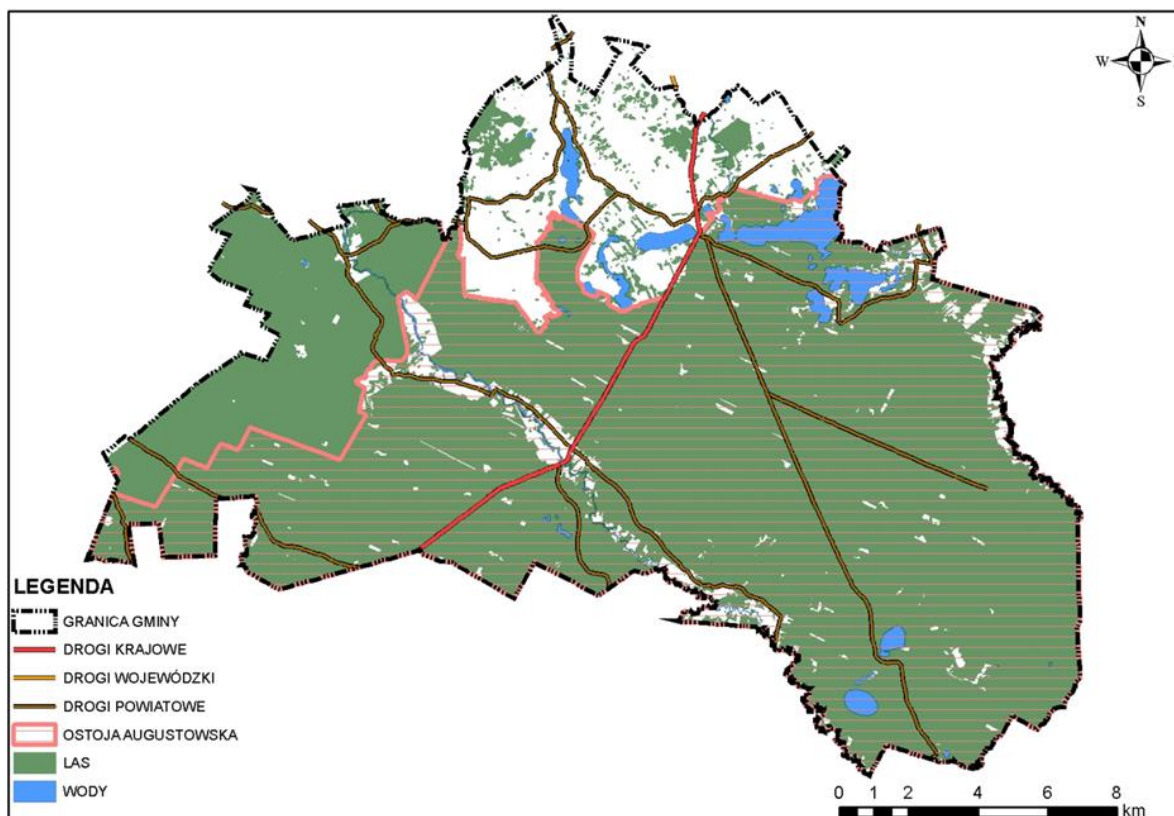 N
W
S
LEGENDA
GRANICA GMINY
DROGI KRAJOWE
DROGI WOJEWÓDZKI
DROGI POWIATOWE
OSTOJA AUGUSTOWSKA
LAS
WODY
0 1 2 4 6 8
km